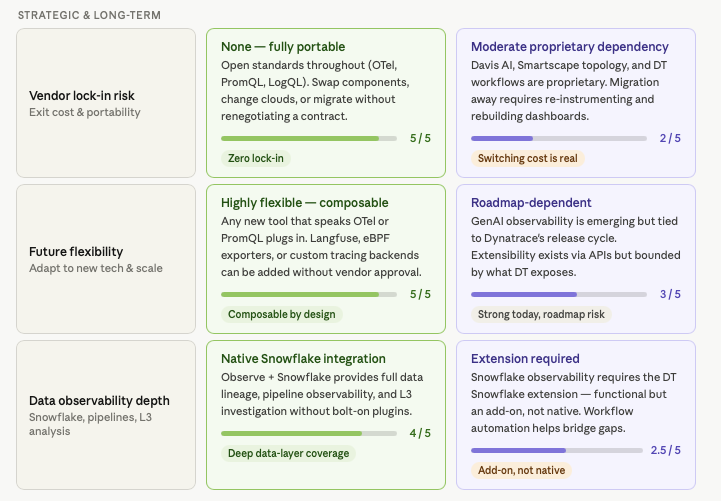 STRATEGIC & LONG-TERM
Vendor lock-in risk
Exit cost & portability
None — fully portable
Open standards throughout (OTel,
PromQL, LogQL). Swap components,
change clouds, or migrate without
renegotiating a contract.
5 / 5
Zero lock-in
Moderate proprietary dependency
Davis AI, Smartscape topology, and DT
workflows are proprietary. Migration
away requires re-instrumenting and
rebuilding dashboards.
2 / 5
Switching cost is real
Future flexibility
Adapt to new tech & scale
Highly flexible — composable
Any new tool that speaks OTel or
PromQL plugs in. Langfuse, eBPF
exporters, or custom tracing backends
can be added without vendor approval.
5 / 5
Composable by design
Roadmap-dependent
GenAI observability is emerging but tied
to Dynatrace's release cycle.
Extensibility exists via APIs but bounded
by what DT exposes.
3 / 5
Strong today, roadmap risk
Data observability depth
Snowflake, pipelines, L3
analysis
Native Snowflake integration
Observe + Snowflake provides full data
lineage, pipeline observability, and L3
investigation without bolt-on plugins.
4 / 5
Deep data-layer coverage
Extension required
Snowflake observability requires the DT
Snowflake extension — functional but
an add-on, not native. Workflow
automation helps bridge gaps.
2.5 / 5
Add-on, not native